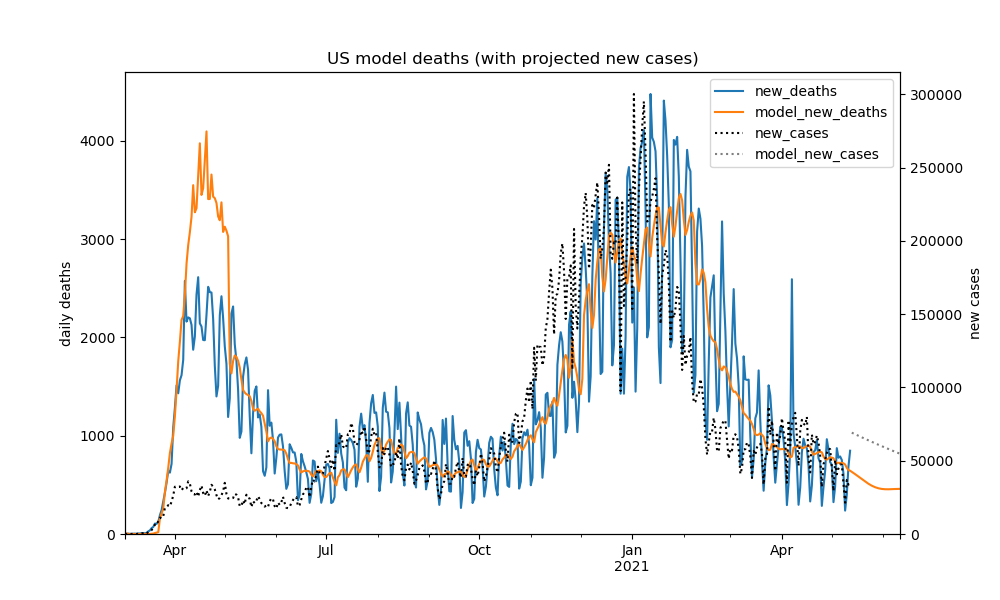 US model deaths (with projected new cases)
new_deaths
model_new_deaths
new_cases
model_new_cases
daily deaths
4000
3000
2000
1000
0
300000
250000
200000
150000
100000
50000
0
new cases
Apr
Jul
Oct
Jan
2021
Apr